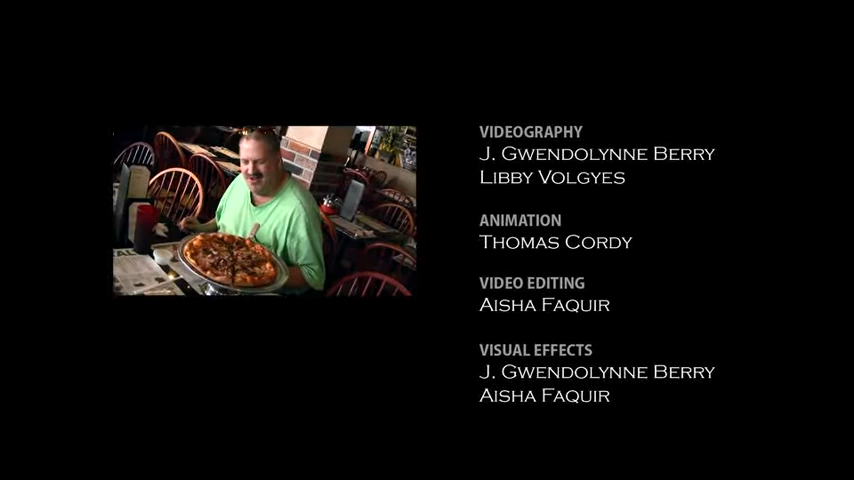 VIDEOGRAPHY
J. GWENDOLYNNE BERRY
LIBBY VOLGYES
ANIMATION
THOMAS CORDY
VIDEO EDITING
AISHA FAQUIR
VISUAL EFFECTS
J. GWENDOLYNNE BERRY
AISHA FAQUIR